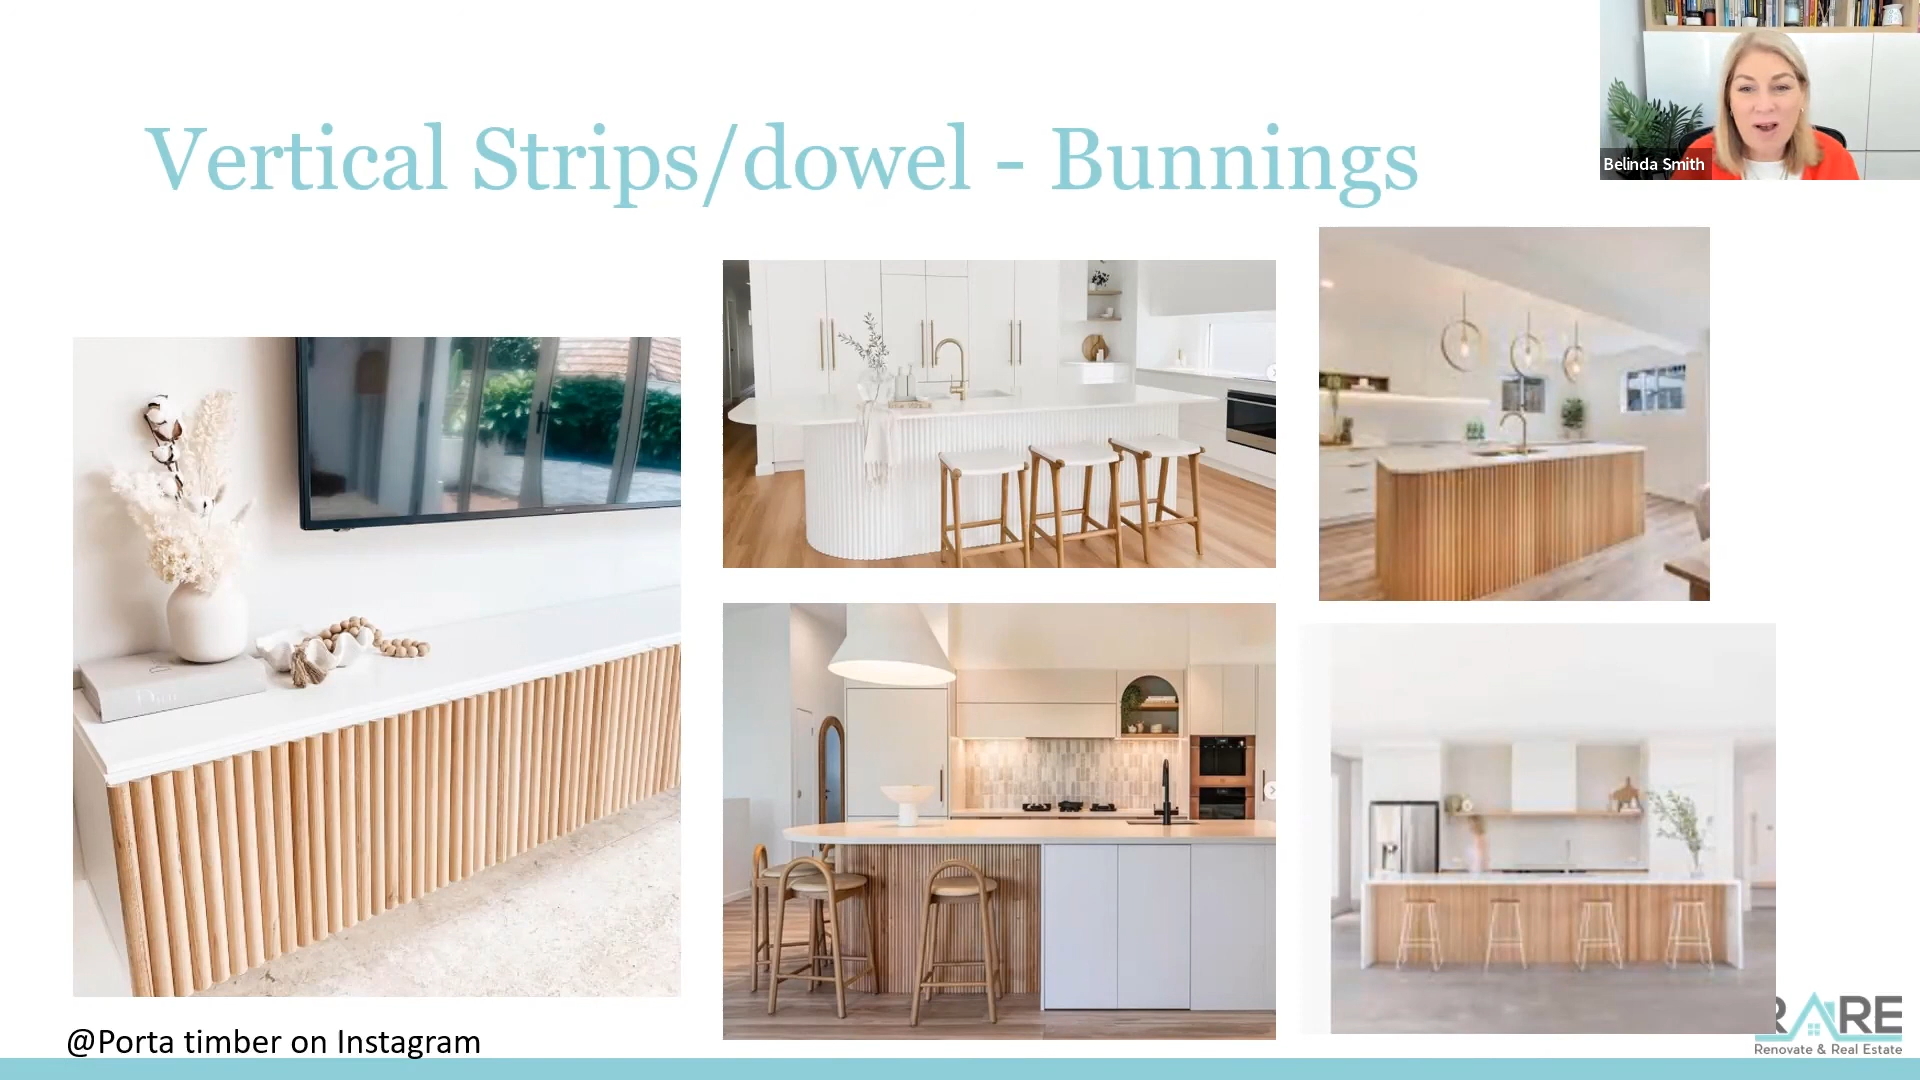 Vertical Strips/dowel - Bunnings
Belinda Smith
@Porta timber on Instagram
RARE
Renovate & Real Estate